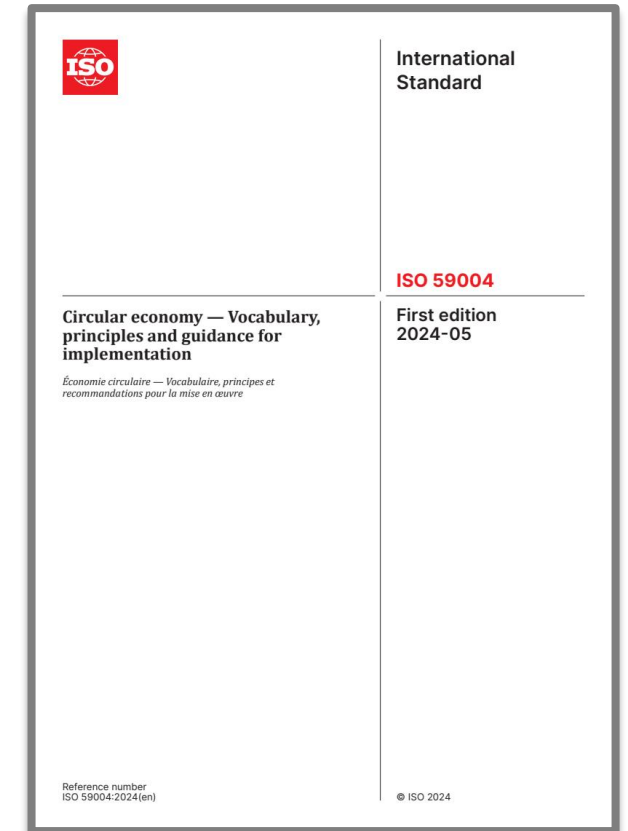 ISO
International
Standard
ISO 59004
First edition
2024-05
Circular economy — Vocabulary,
principles and guidance for
implementation
Économie circulaire — Vocabulaire, principes et
recommandations pour la mise en œuvre
Reference number
ISO 59004:2024(en)
© ISO 2024